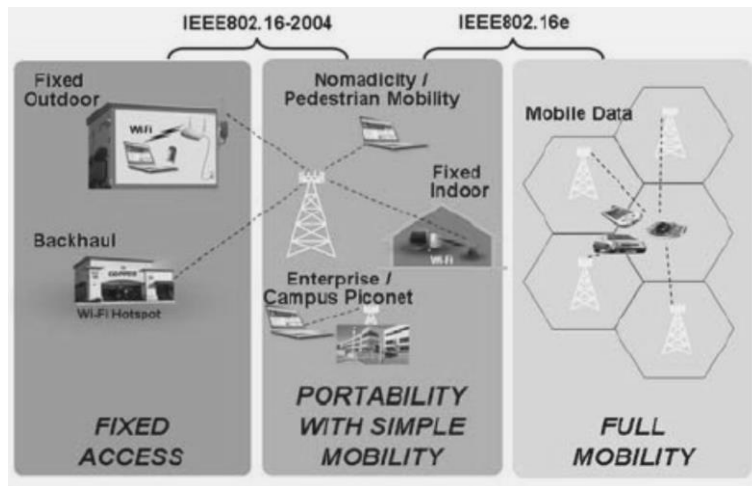 IEEE802.16-2004
IEEE802.16e
Fixed
Outdoor
WiFi
Backhaul
COFFEE
Wi-Fi Hotspot
FIXED
ACCESS
Nomadicity /
Pedestrian Mobility
Fixed
Indoor
Wi-Fi
Enterprise /
Campus Piconet
PORTABILITY
WITH SIMPLE
MOBILITY
Mobile Data
FULL
MOBILITY